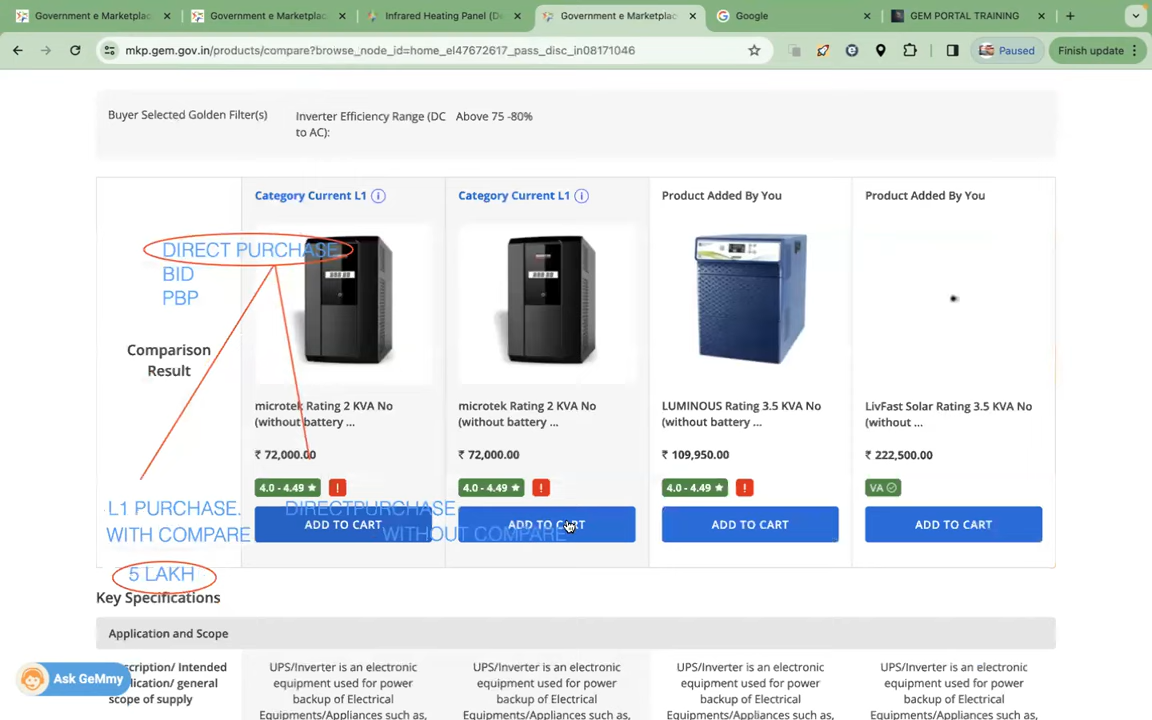 Government e Marketplac
Government e Marketplac
Infrared Heating Panel (De
Government e Marketplac
Google
GEM PORTAL TRAINING
mkp.gem.gov.in/products/compare?browse_node_id=home_el47672617_pass_disc_in08171046
Paused
Finish update
Buyer Selected Golden Filter(s)
Inverter Efficiency Range (DC
to AC):
Above 75 -80%
Category Current L1
Category Current L1
Product Added By You
Product Added By You
DIRECT PURCHASE
BID
PBP
Comparison
Result
microtek Rating 2 KVA No
(without battery ...
microtek Rating 2 KVA No
(without battery ...
LUMINOUS Rating 3.5 KVA No
(without battery ...
LivFast Solar Rating 3.5 KVA No
(without ...
₹ 72,000.00
₹ 72,000.00
₹ 109,950.00
₹ 222,500.00
4.0 - 4.49
4.0 - 4.49
4.0 - 4.49
VA
L1 PURCHASE.
WITH COMPARE
DIRECTPURCHASE
WITHOUT COMPARE
ADD TO CART
ADD TO CART
ADD TO CART
ADD TO CART
5 LAKH
Key Specifications
Application and Scope
scription/ Intended
plication/ general
scope of supply
UPS/Inverter is an electronic
equipment used for power
backup of Electrical
Equipments/Appliances such as,
UPS/Inverter is an electronic
equipment used for power
backup of Electrical
Equipments/Appliances such as,
UPS/Inverter is an electronic
equipment used for power
backup of Electrical
Equipments/Appliances such as,
UPS/Inverter is an electronic
equipment used for power
backup of Electrical
Equipments/Appliances such as,
Ask GeMmy